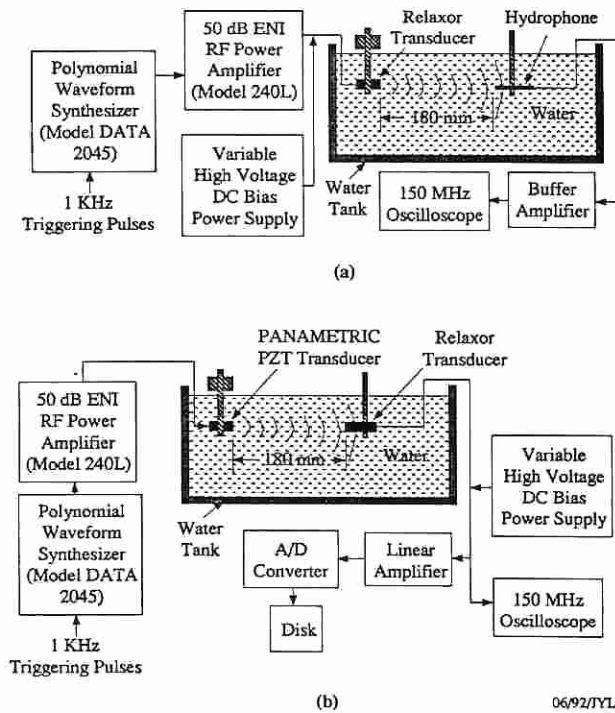 50 dB ENI
RF Power
Amplifier
(Model 240L)
Polynomial
Waveform
Synthesizer
(Model DATA
2045)
1 KHz
Triggering Pulses
Variable
High Voltage
DC Bias
Power Supply
Relaxor
Transducer
Hydrophone
180 mm
Water
Water
Tank
150 MHz
Oscilloscope
Buffer
Amplifier
(a)
PANAMETRIC
PZT Transducer
Relaxor
Transducer
50 dB ENI
RF Power
Amplifier
(Model 240L)
180 mm
Water
Variable
High Voltage
DC Bias
Power Supply
Polynomial
Waveform
Synthesizer
(Model DATA
2045)
Water
Tank
A/D
Converter
Linear
Amplifier
150 MHz
Oscilloscope
Disk
1 KHz
Triggering Pulses
(b)
06/92/JYL